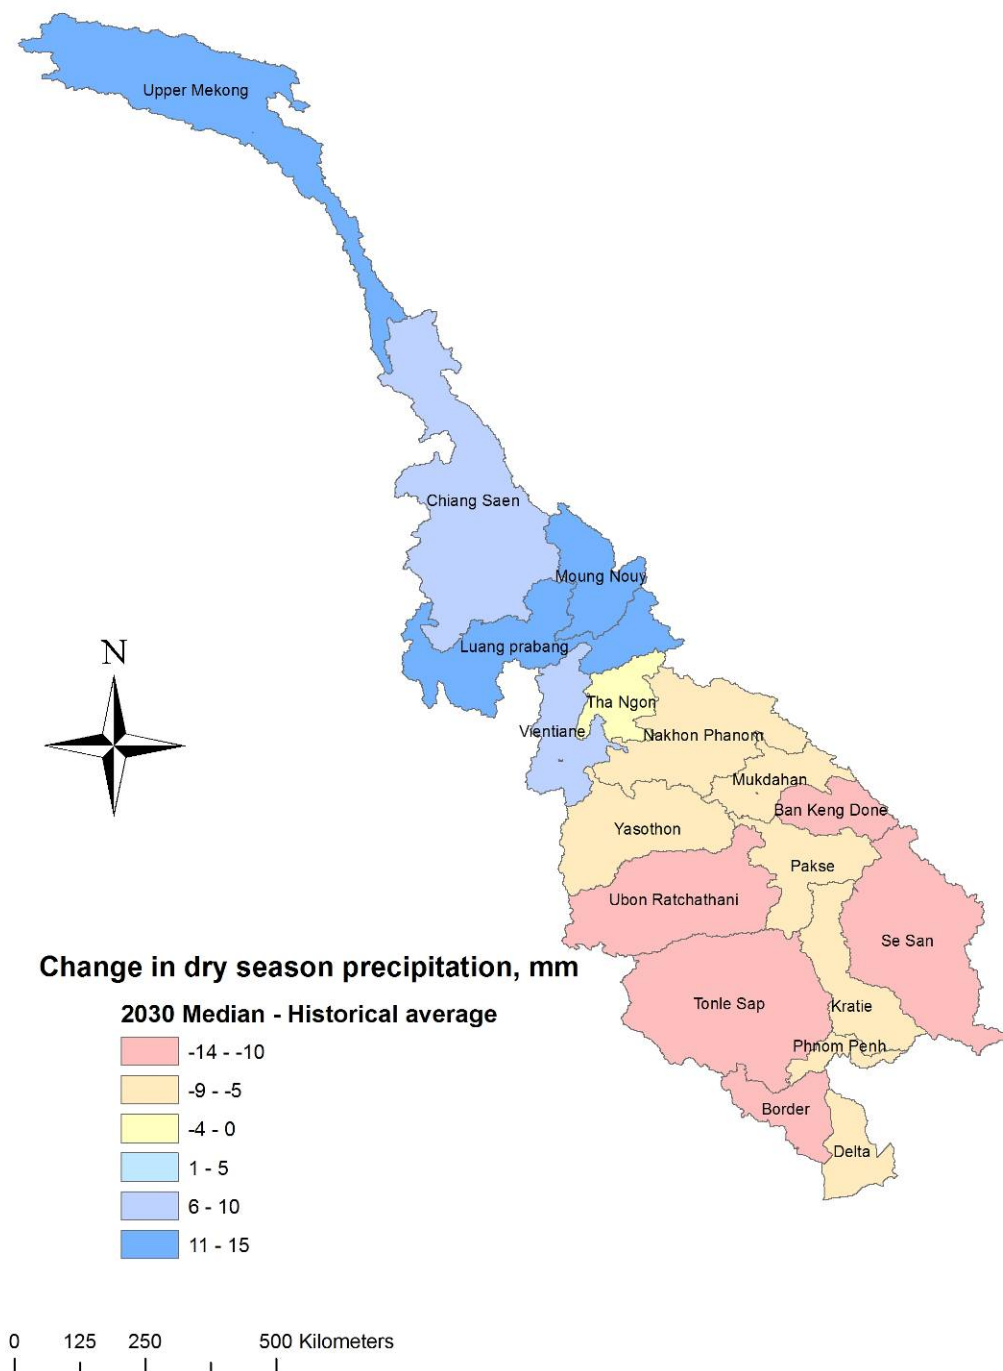 Upper Mekong
Chiang Saen
Moung Nouy
Luang prabang
N
Tha Ngon
Vientiane
Nakhon Phanom
Mukdahan
Ban Keng Done
Yasothon
Pakse
Ubon Ratchathani
Se San
Change in dry season precipitation, mm
Tonle Sap
Kratie
2030 Median - Historical average
Phnom Penh
-14 - -10
-9 - -5
Border
-4 - 0
Delta
1 - 5
6 - 10
11 - 15
0 125 250 500 Kilometers